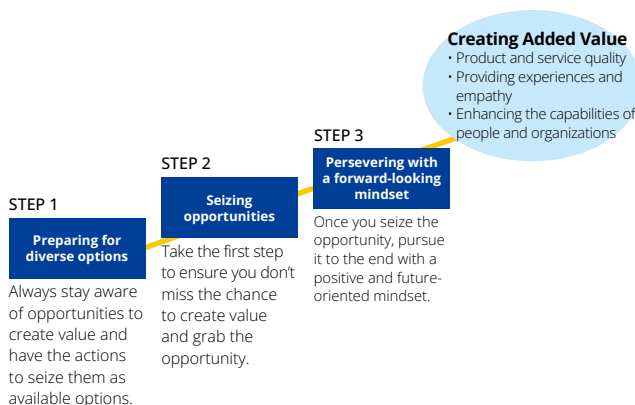 STEP 1
Preparing for
diverse options
Always stay aware
of opportunities to
create value and
have the actions
to seize them as
available options.
STEP 2
Seizing
opportunities
Take the first step
to ensure you don’t
miss the chance
to create value
and grab the
opportunity.
STEP 3
Persevering with
a forward-looking
mindset
Once you seize the
opportunity, pursue
it to the end with a
positive and future-
oriented mindset.
Creating Added Value
• Product and service quality
• Providing experiences and
empathy
• Enhancing the capabilities of
people and organizations